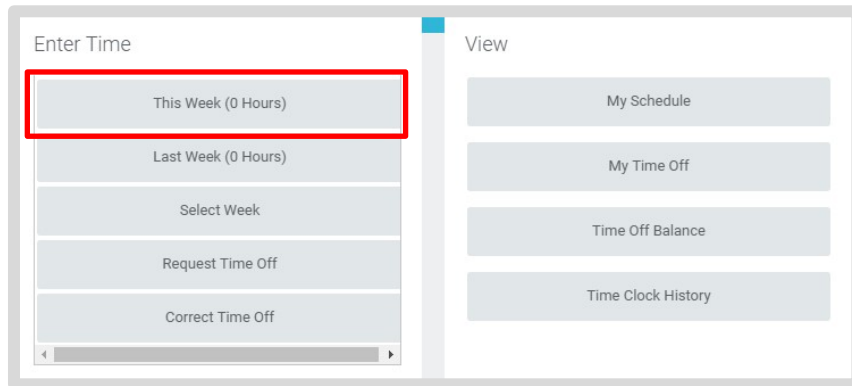 Enter Time
This Week (0 Hours)
Last Week (0 Hours)
Select Week
Request Time Off
Correct Time Off
View
My Schedule
My Time Off
Time Off Balance
Time Clock History